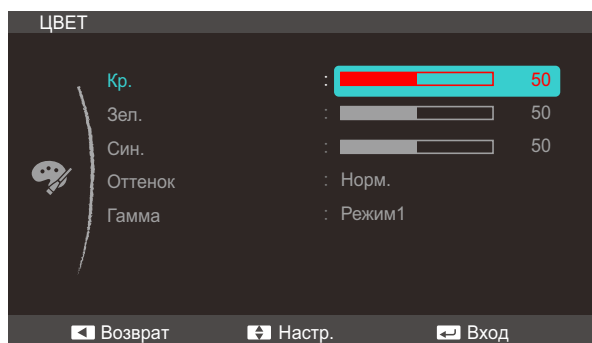 ЦВЕТ
Кр. : 50
Зел. : 50
Син. : 50
Оттенок : Норм.
Гамма : Режим1
Возврат Настр. Вход